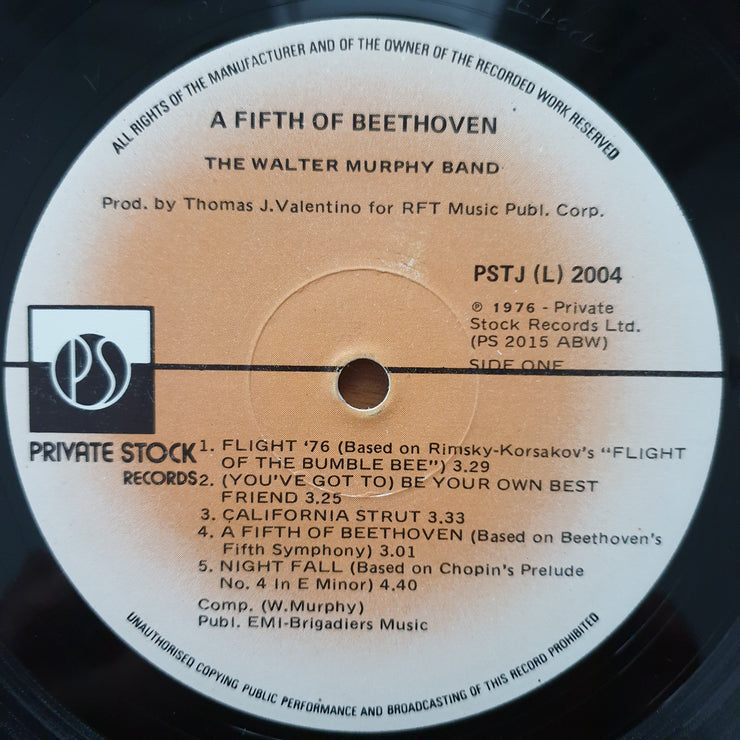 ALL RIGHTS OF THE MANUFACTURER AND OF THE OWNER OF THE RECORDED WORK RESERVED
A FIFTH OF BEETHOVEN
THE WALTER MURPHY BAND
Prod. by Thomas J.Valentino for RFT Music Publ. Corp.
PSTJ (L) 2004
℗ 1976 - Private
Stock Records Ltd.
(PS 2015 ABW)
SIDE ONE
PS
PRIVATE STOCK
RECORDS
1. FLIGHT '76 (Based on Rimsky-Korsakov's "FLIGHT
OF THE BUMBLE BEE") 3.29
2. (YOU'VE GOT TO) BE YOUR OWN BEST
FRIEND 3.25
3. CALIFORNIA STRUT 3.33
4. A FIFTH OF BEETHOVEN (Based on Beethoven's
Fifth Symphony) 3.01
5. NIGHT FALL (Based on Chopin's Prelude
No. 4 In E Minor) 4.40
Comp. (W.Murphy)
Publ. EMI-Brigadiers Music
UNAUTHORISED COPYING PUBLIC PERFORMANCE AND BROADCASTING OF THIS RECORD PROHIBITED